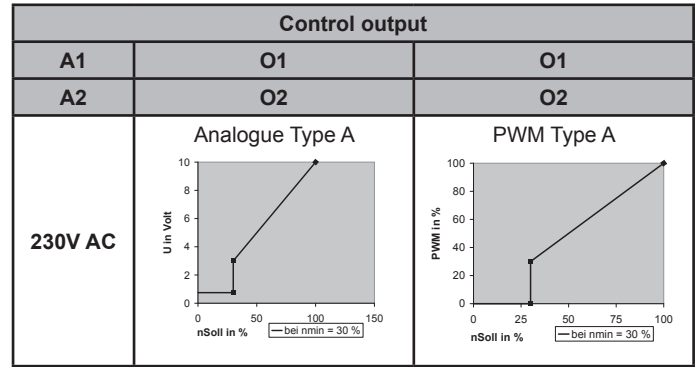 Control output
A1 O1 O1
A2 O2 O2
230V AC
Analogue Type A
10
8
6
4
2
0
U in Volt
0 50 100 150
nSoll in %
bei nmin = 30 %
PWM Type A
100
80
60
40
20
0
PWM in %
0 25 50 75 100
nSoll in %
bei nmin = 30 %